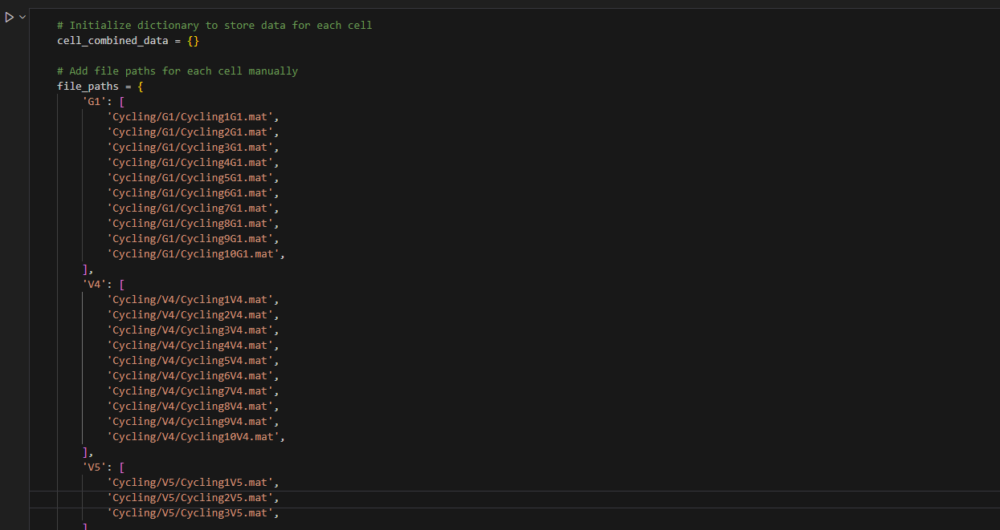 # Initialize dictionary to store data for each cell
cell_combined_data = {}
# Add file paths for each cell manually
file_paths = {
'G1': [
'Cycling/G1/Cycling1G1.mat',
'Cycling/G1/Cycling2G1.mat',
'Cycling/G1/Cycling3G1.mat',
'Cycling/G1/Cycling4G1.mat',
'Cycling/G1/Cycling5G1.mat',
'Cycling/G1/Cycling6G1.mat',
'Cycling/G1/Cycling7G1.mat',
'Cycling/G1/Cycling8G1.mat',
'Cycling/G1/Cycling9G1.mat',
'Cycling/G1/Cycling10G1.mat',
],
'V4': [
'Cycling/V4/Cycling1V4.mat',
'Cycling/V4/Cycling2V4.mat',
'Cycling/V4/Cycling3V4.mat',
'Cycling/V4/Cycling4V4.mat',
'Cycling/V4/Cycling5V4.mat',
'Cycling/V4/Cycling6V4.mat',
'Cycling/V4/Cycling7V4.mat',
'Cycling/V4/Cycling8V4.mat',
'Cycling/V4/Cycling9V4.mat',
'Cycling/V4/Cycling10V4.mat',
],
'V5': [
'Cycling/V5/Cycling1V5.mat',
'Cycling/V5/Cycling2V5.mat',
'Cycling/V5/Cycling3V5.mat',
]